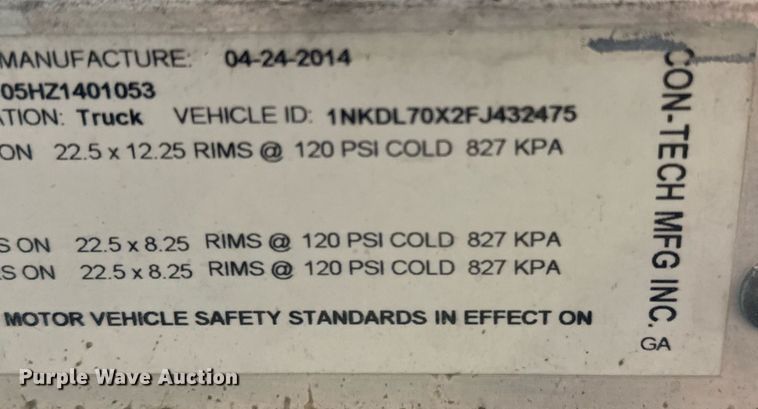 MANUFACTURE: 04-24-2014
05HZ1401053
TION: Truck VEHICLE ID: 1NKDL70X2FJ432475
ON 22.5 x 12.25 RIMS @ 120 PSI COLD 827 KPA
S ON 22.5 x 8.25 RIMS @ 120 PSI COLD 827 KPA
S ON 22.5 x 8.25 RIMS @ 120 PSI COLD 827 KPA
MOTOR VEHICLE SAFETY STANDARDS IN EFFECT ON
CON-TECH MFG INC.
GA
Purple Wave Auction